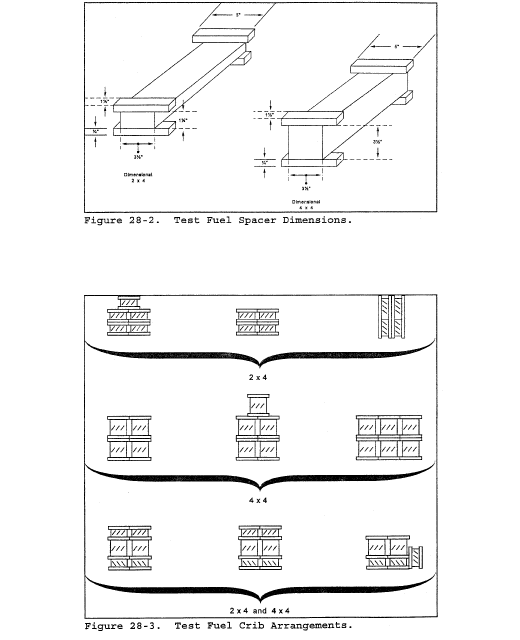 5"
5"
1½"
1½"
1½"
3½"
¾"
¾"
3½"
3½"
Dimensional
2 x 4
Dimensional
4 x 4
Figure 28-2. Test Fuel Spacer Dimensions.
2 x 4
4 x 4
2 x 4 and 4 x 4
Figure 28-3. Test Fuel Crib Arrangements.